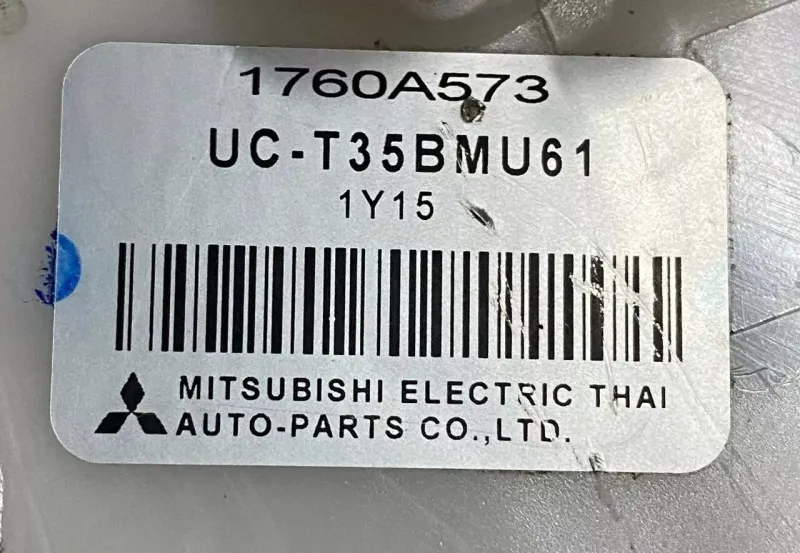 1760A573
UC-T35BMU61
1Y15
MITSUBISHI ELECTRIC THAI
AUTO-PARTS CO.,LTD.